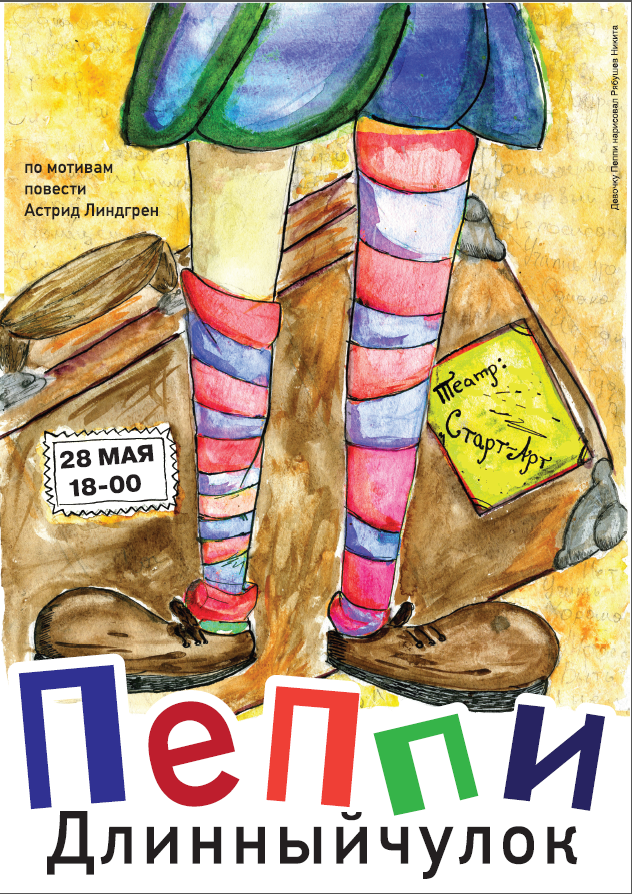 Девочку Пеппи нарисовал Рябушев Никита
по мотивам
повести
Астрид Линдгрен
Театр:
"Старт-Арт
28 МАЯ
18-00
Пеппи
Длинныйчулок